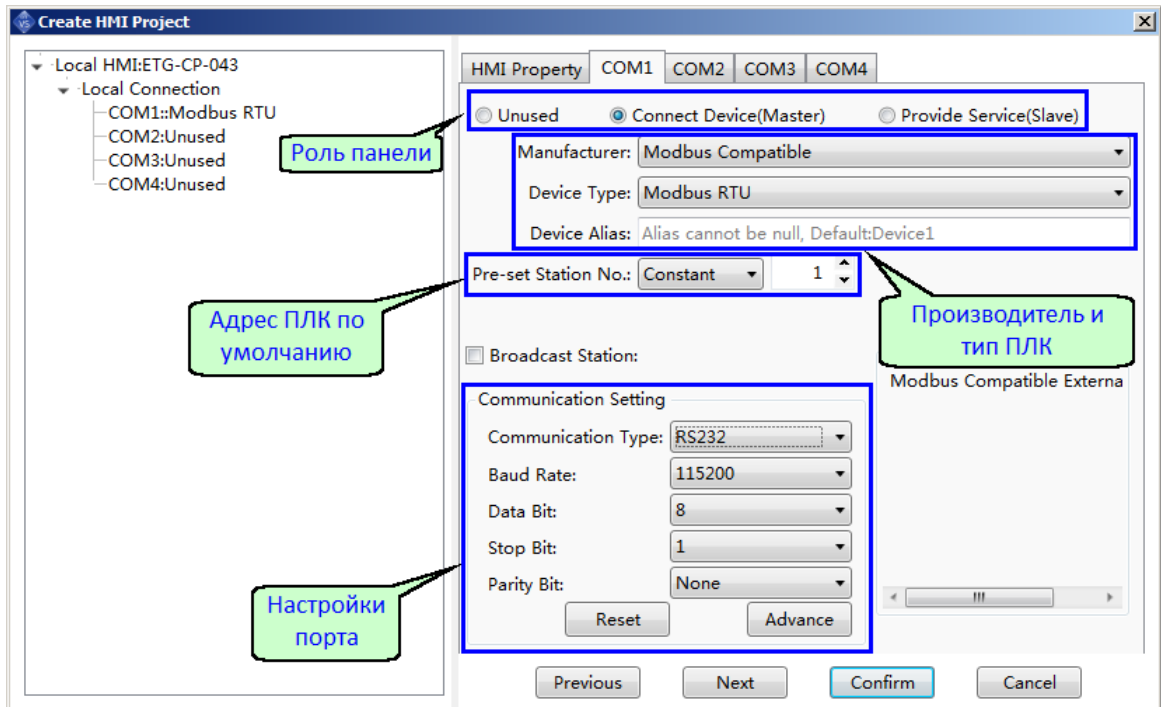 Create HMI Project
Local HMI:ETG-CP-043
Local Connection
COM1::Modbus RTU
COM2:Unused
COM3:Unused
COM4:Unused
HMI Property COM1 COM2 COM3 COM4
Unused Connect Device(Master) Provide Service(Slave)
Роль панели
Manufacturer: Modbus Compatible
Device Type: Modbus RTU
Device Alias: Alias cannot be null, Default:Device1
Pre-set Station No.: Constant 1
Адрес ПЛК по
умолчанию
Производитель и
тип ПЛК
Broadcast Station:
Modbus Compatible Externa
Communication Setting
Communication Type: RS232
Baud Rate: 115200
Data Bit: 8
Stop Bit: 1
Parity Bit: None
Настройки
порта
Reset Advance
Previous Next Confirm Cancel